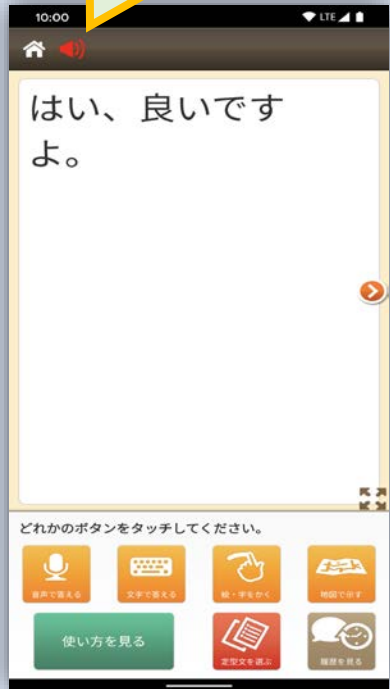 10:00
LTE
はい、良いです
よ。
どれかのボタンをタッチしてください。
音声で答える
文字で答える
絵・字をかく
地図で示す
使い方を見る
定型文を選ぶ
履歴を見る